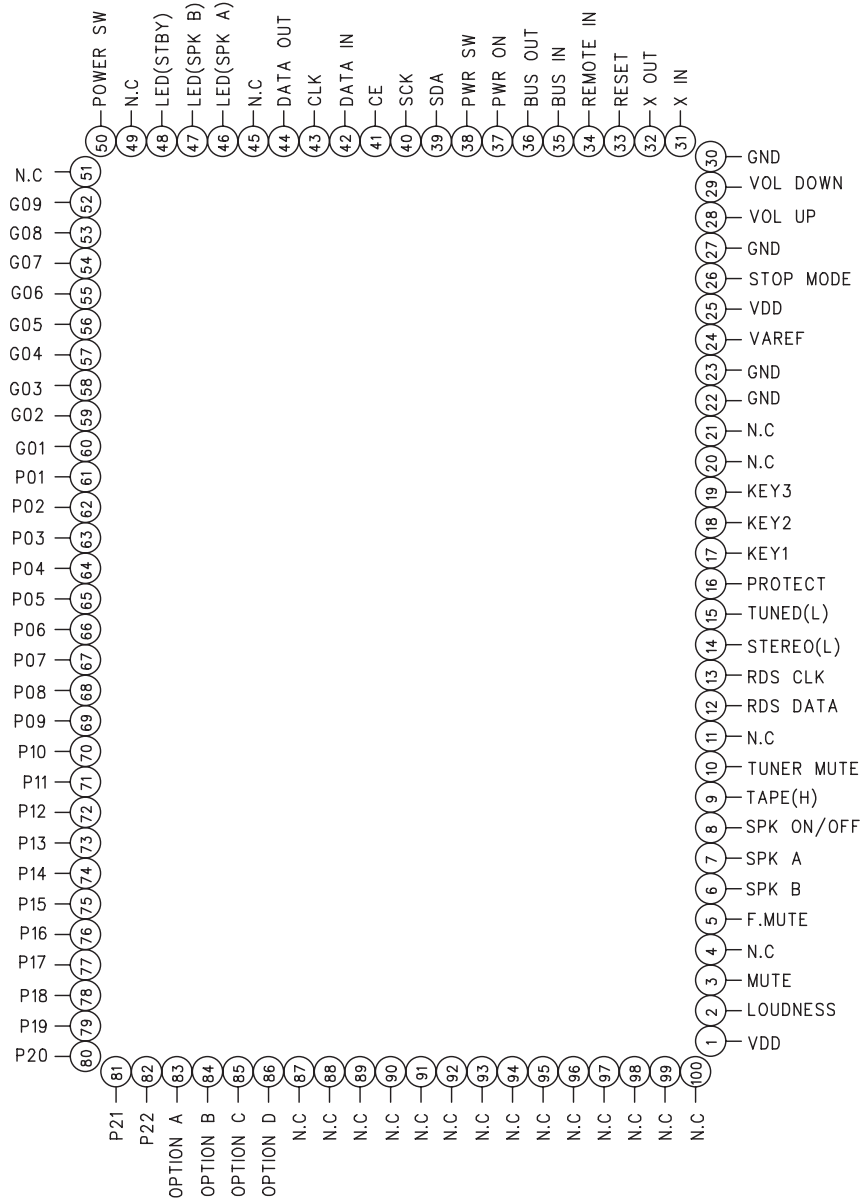 POWER SW
N.C
LED(STBY)
LED(SPK B)
LED(SPK A)
N.C
DATA OUT
CLK
DATA IN
CE
SCK
SDA
PWR SW
PWR ON
BUS OUT
BUS IN
REMOTE IN
RESET
X OUT
X IN
50
49
48
47
46
45
44
43
42
41
40
39
38
37
36
35
34
33
32
31
N.C 51
G09 52
G08 53
G07 54
G06 55
G05 56
G04 57
G03 58
G02 59
G01 60
P01 61
P02 62
P03 63
P04 64
P05 65
P06 66
P07 67
P08 68
P09 69
P10 70
P11 71
P12 72
P13 73
P14 74
P15 75
P16 76
P17 77
P18 78
P19 79
P20 80
30 GND
29 VOL DOWN
28 VOL UP
27 GND
26 STOP MODE
25 VDD
24 VAREF
23 GND
22 GND
21 N.C
20 N.C
19 KEY3
18 KEY2
17 KEY1
16 PROTECT
15 TUNED(L)
14 STEREO(L)
13 RDS CLK
12 RDS DATA
11 N.C
10 TUNER MUTE
9 TAPE(H)
8 SPK ON/OFF
7 SPK A
6 SPK B
5 F.MUTE
4 N.C
3 MUTE
2 LOUDNESS
1 VDD
81
82
83
84
85
86
87
88
89
90
91
92
93
94
95
96
97
98
99
100
P21
P22
OPTION A
OPTION B
OPTION C
OPTION D
N.C
N.C
N.C
N.C
N.C
N.C
N.C
N.C
N.C
N.C
N.C
N.C
N.C
N.C